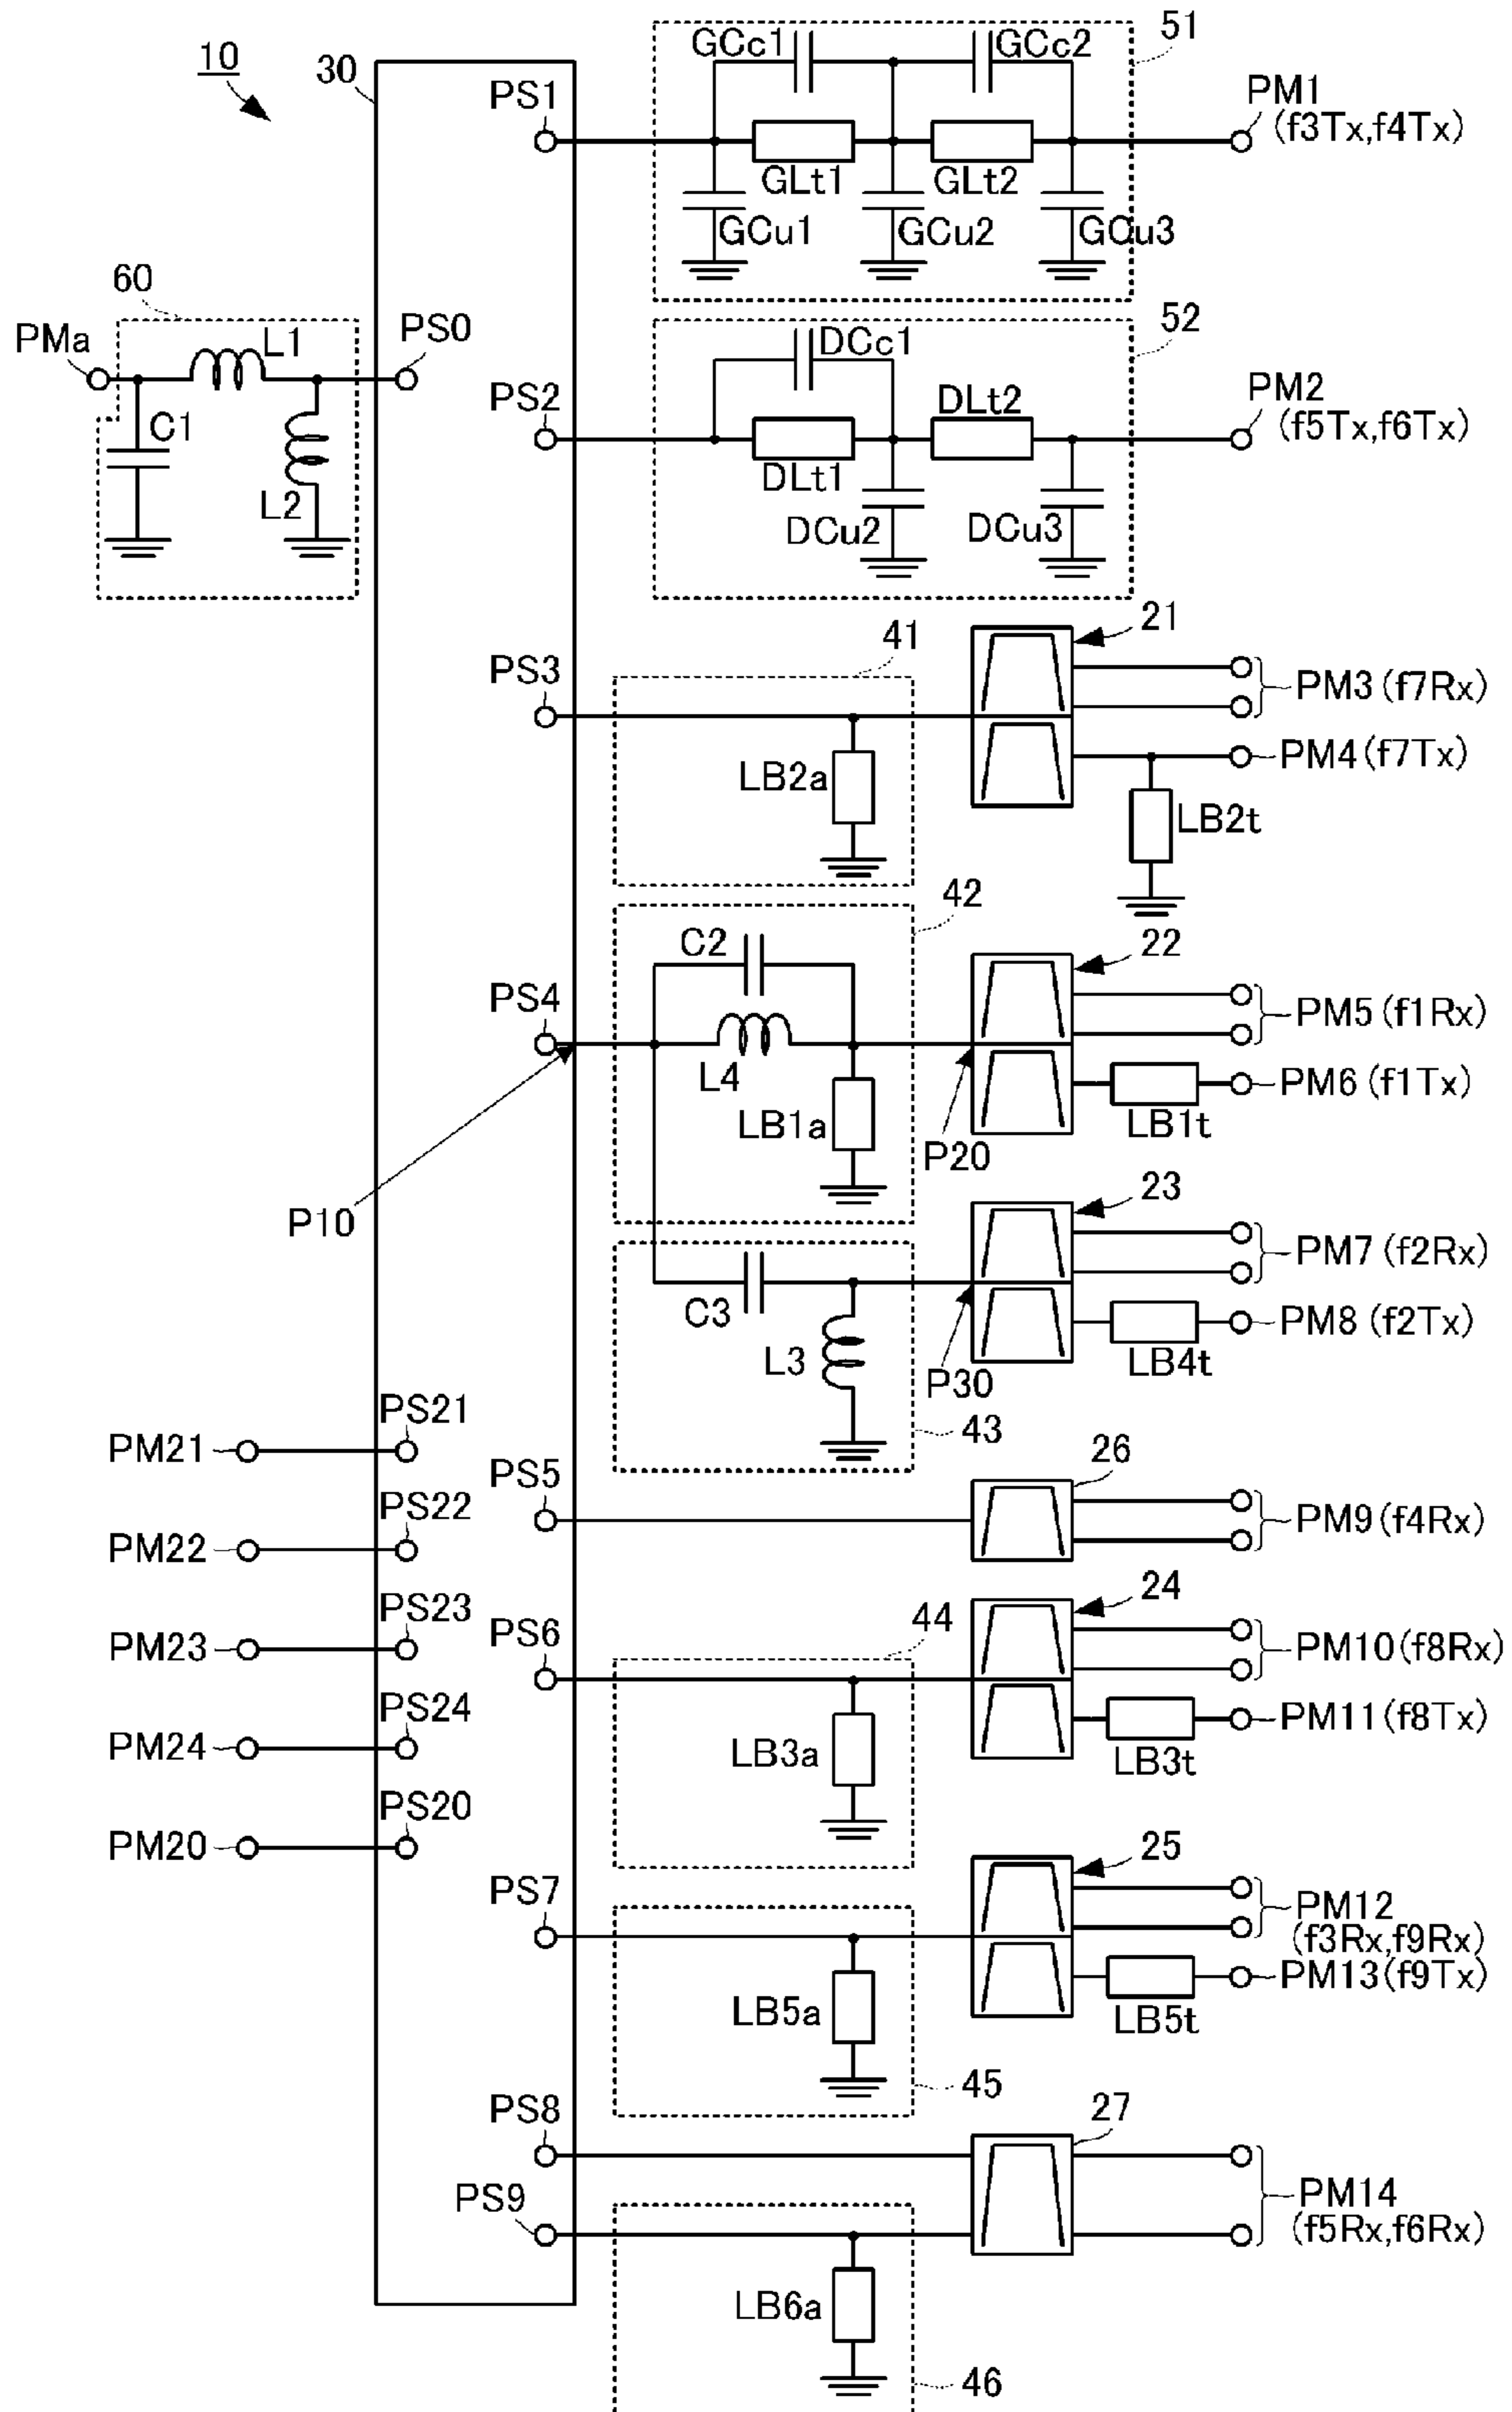 10
30
51
GCc1
GCc2
PS1
PM1
(f3Tx,f4Tx)
GLt1
GLt2
GCu1
GCu2
GCu3
60
PMa
L1
PS0
C1
L2
52
DCc1
PS2
DLt2
PM2
(f5Tx,f6Tx)
DLt1
DCu2
DCu3
21
41
PS3
PM3 (f7Rx)
PM4 (f7Tx)
LB2a
LB2t
42
22
C2
PS4
PM5 (f1Rx)
L4
PM6 (f1Tx)
LB1a
LB1t
P20
P10
23
PM7 (f2Rx)
C3
PM8 (f2Tx)
L3
LB4t
P30
43
PS21
PM21
26
PS5
PS22
PM9 (f4Rx)
PM22
24
44
PS23
PS6
PM23
PM10 (f8Rx)
PS24
PM11 (f8Tx)
PM24
LB3a
LB3t
PS20
PM20
25
PS7
PM12
(f3Rx,f9Rx)
PM13 (f9Tx)
LB5a
LB5t
45
PS8
27
PS9
PM14
(f5Rx,f6Rx)
LB6a
46